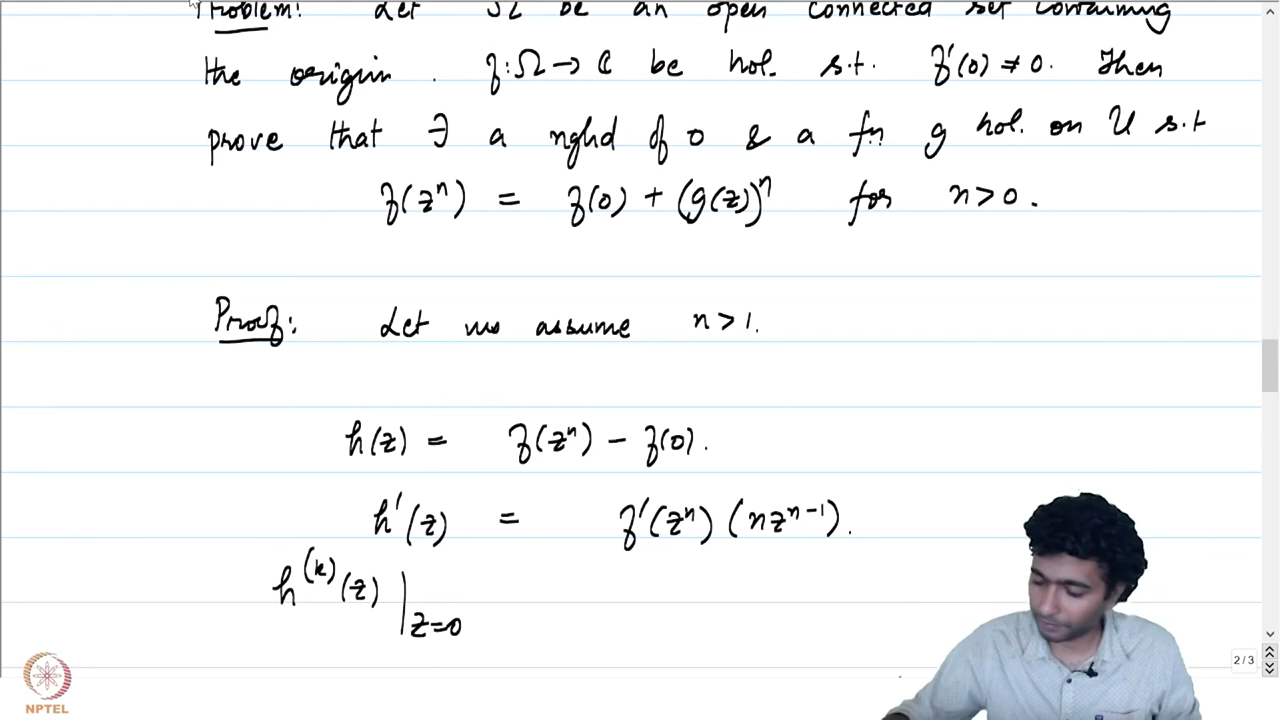 Problem: Let Ω be an open connected set containing
the origin. f: Ω → ℂ be hol. s.t. f'(0) ≠ 0. Then
prove that ∃ a nghd of 0 & a fn g hol. on U s.t
f(zⁿ) = f(0) + (g(z))ⁿ for n > 0.
Proof: Let us assume n > 1.
h(z) = f(zⁿ) - f(0).
h'(z) = f'(zⁿ) (nzⁿ⁻¹).
h⁽ᵏ⁾(z) |z=0
2/3
NPTEL